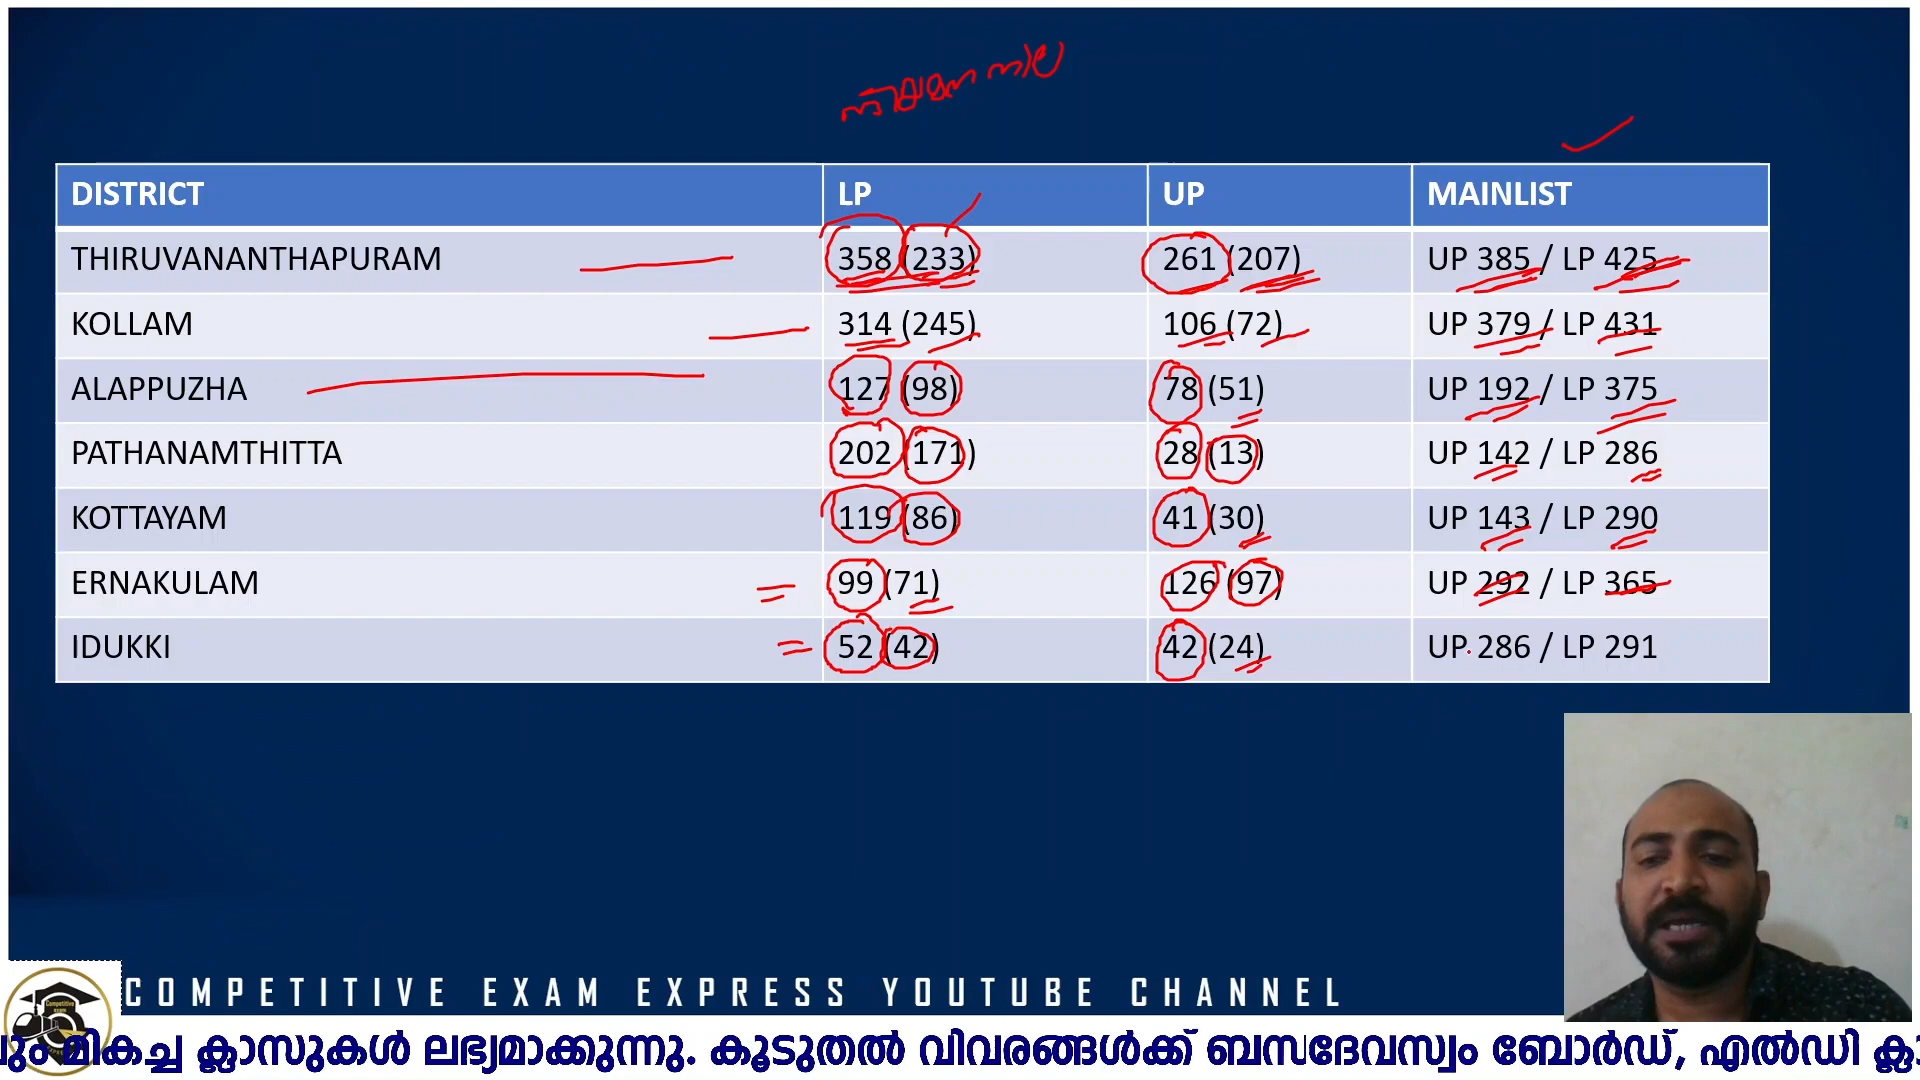 നിയമന നില
DISTRICT LP UP MAINLIST
THIRUVANANTHAPURAM 358 (233) 261 (207) UP 385 / LP 425
KOLLAM 314 (245) 106 (72) UP 379 / LP 431
ALAPPUZHA 127 (98) 78 (51) UP 192 / LP 375
PATHANAMTHITTA 202 (171) 28 (13) UP 142 / LP 286
KOTTAYAM 119 (86) 41 (30) UP 143 / LP 290
ERNAKULAM 99 (71) 126 (97) UP 292 / LP 365
IDUKKI 52 (42) 42 (24) UP 286 / LP 291
COMPETITIVE EXAM EXPRESS YOUTUBE CHANNEL
മികച്ച ക്ലാസുകൾ ലഭ്യമാക്കുന്നു. കൂടുതൽ വിവരങ്ങൾക്ക് ബസദേവസ്വം ബോർഡ്, എൽഡി